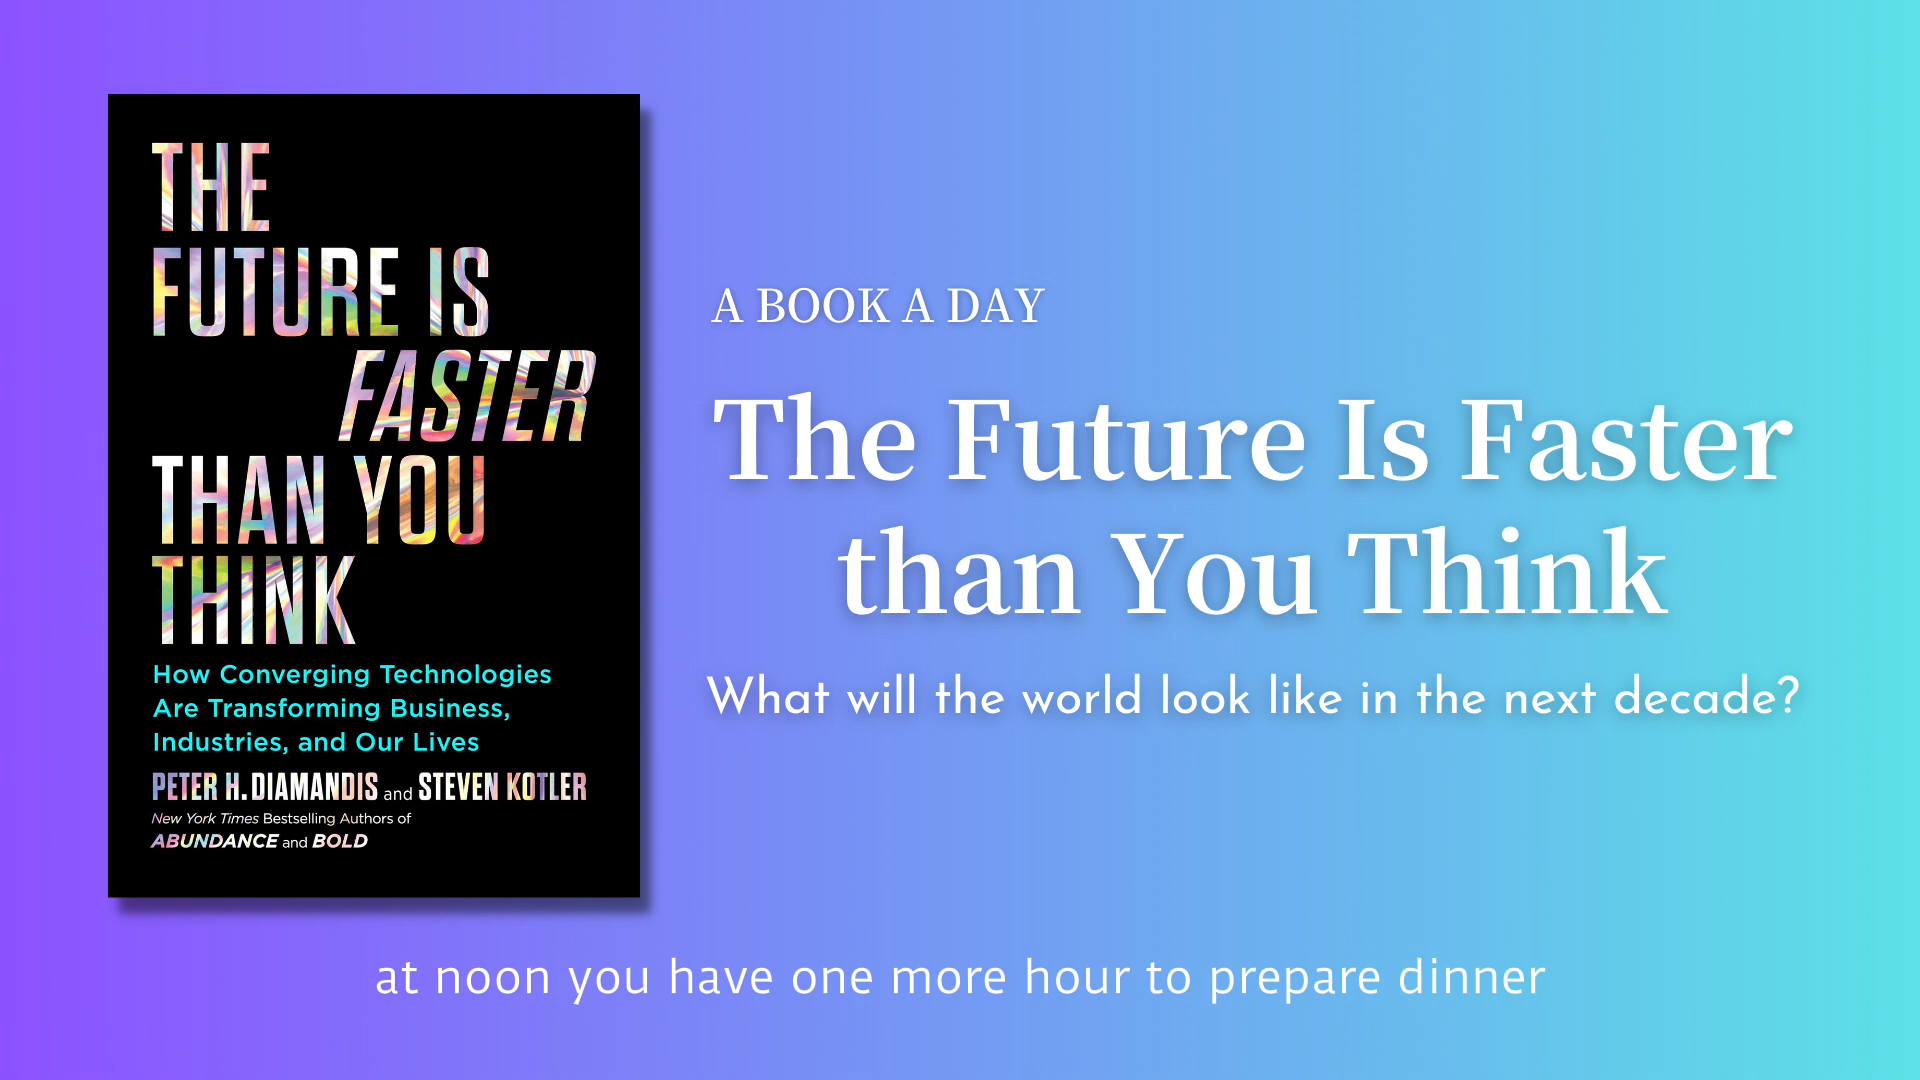 THE
FUTURE IS
FASTER
THAN YOU
THINK
How Converging Technologies
Are Transforming Business,
Industries, and Our Lives
PETER H. DIAMANDIS and STEVEN KOTLER
New York Times Bestselling Authors of
ABUNDANCE and BOLD
A BOOK A DAY
The Future Is Faster
than You Think
What will the world look like in the next decade?
at noon you have one more hour to prepare dinner